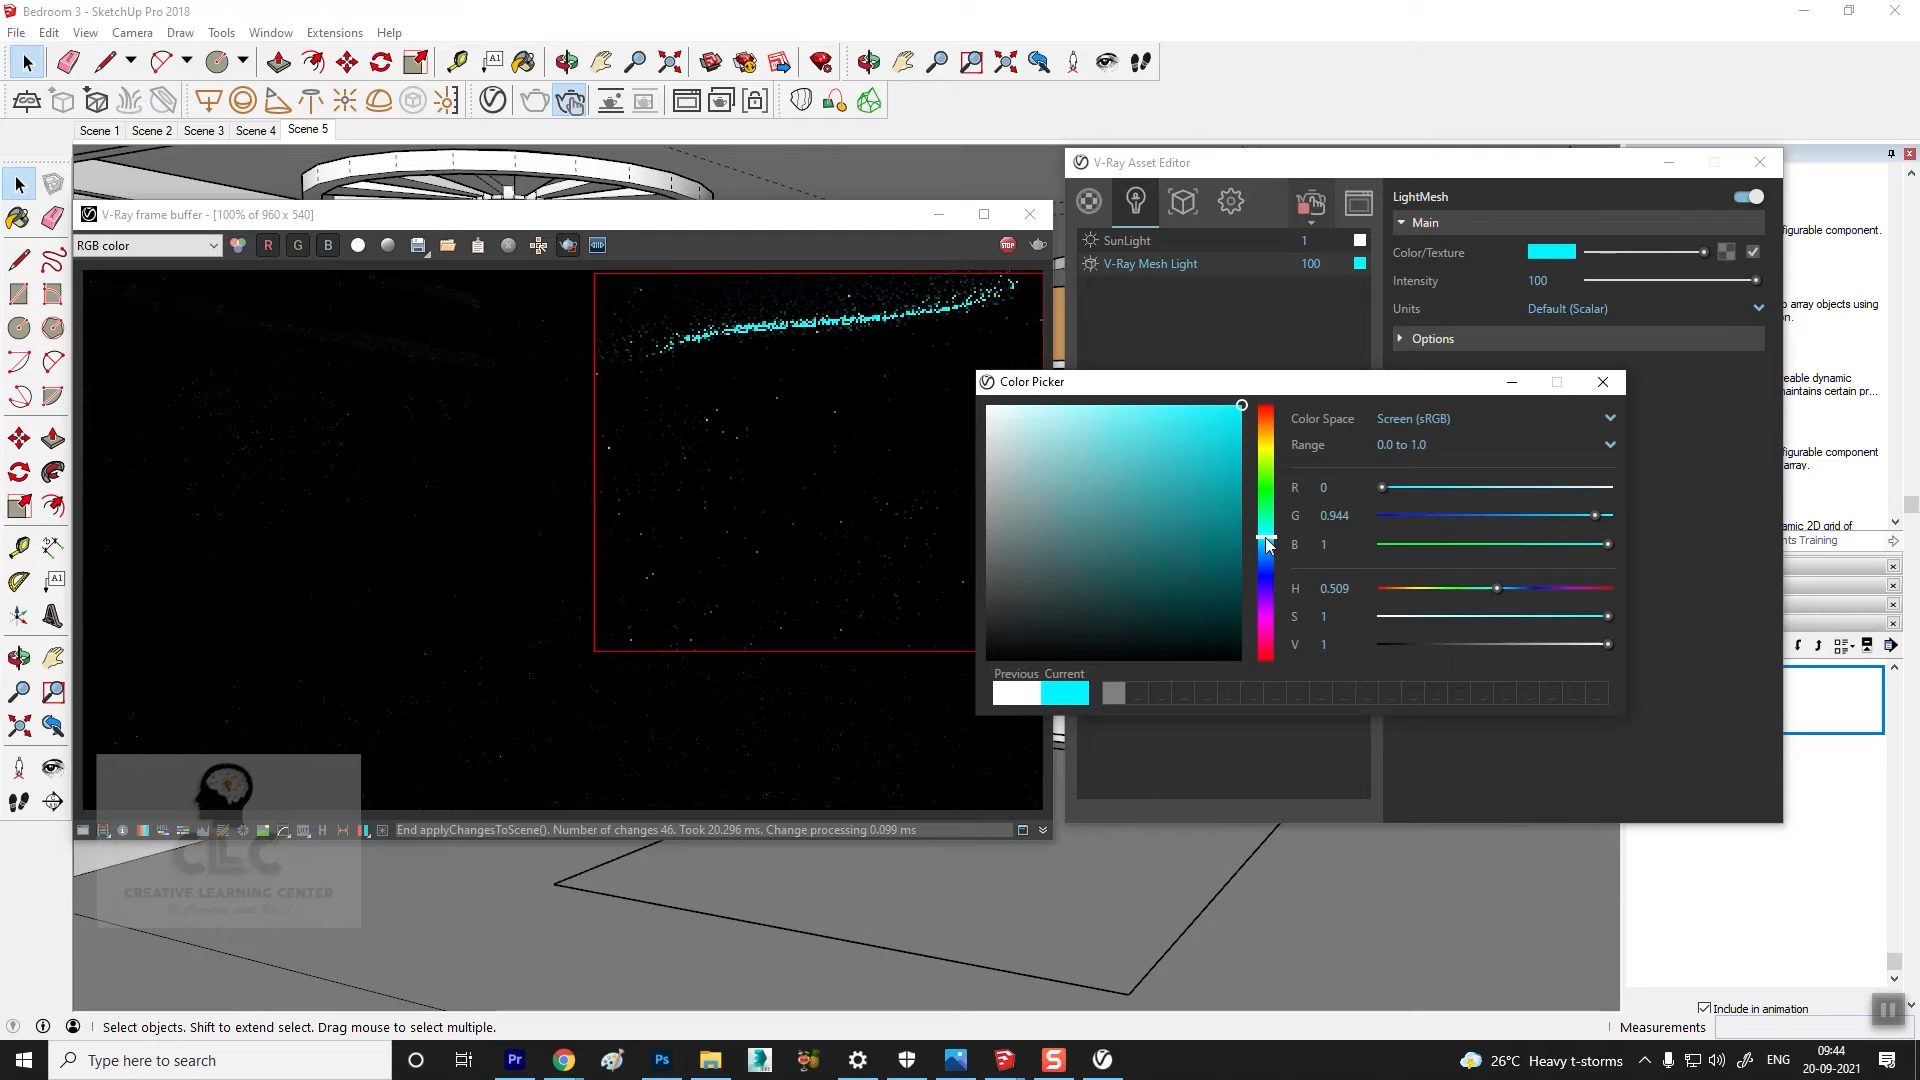 Bedroom 3 - SketchUp Pro 2018
File Edit View Camera Draw Tools Window Extensions Help
Scene 1 Scene 2 Scene 3 Scene 4 Scene 5
V-Ray frame buffer - [100% of 960 x 540]
RGB color
R G B
STOP
End applyChangesToScene(). Number of changes 46. Took 20.296 ms. Change processing 0.099 ms
V-Ray Asset Editor
SunLight 1
V-Ray Mesh Light 100
LightMesh
Main
Color/Texture
Intensity 100
Units Default (Scalar)
Options
Color Picker
Color Space Screen (sRGB)
Range 0.0 to 1.0
R 0
G 0.944
B 1
H 0.509
S 1
V 1
Previous Current
figurable component.
o array objects using
on.
eable dynamic
naintains certain pr...
figurable component
array.
amic 2D grid of
nts Training
CLC
CREATIVE LEARNING CENTER
Include in animation
Select objects. Shift to extend select. Drag mouse to select multiple.
Measurements
Type here to search
Pr
Ps
S
26°C Heavy t-storms
ENG
09:44
20-09-2021